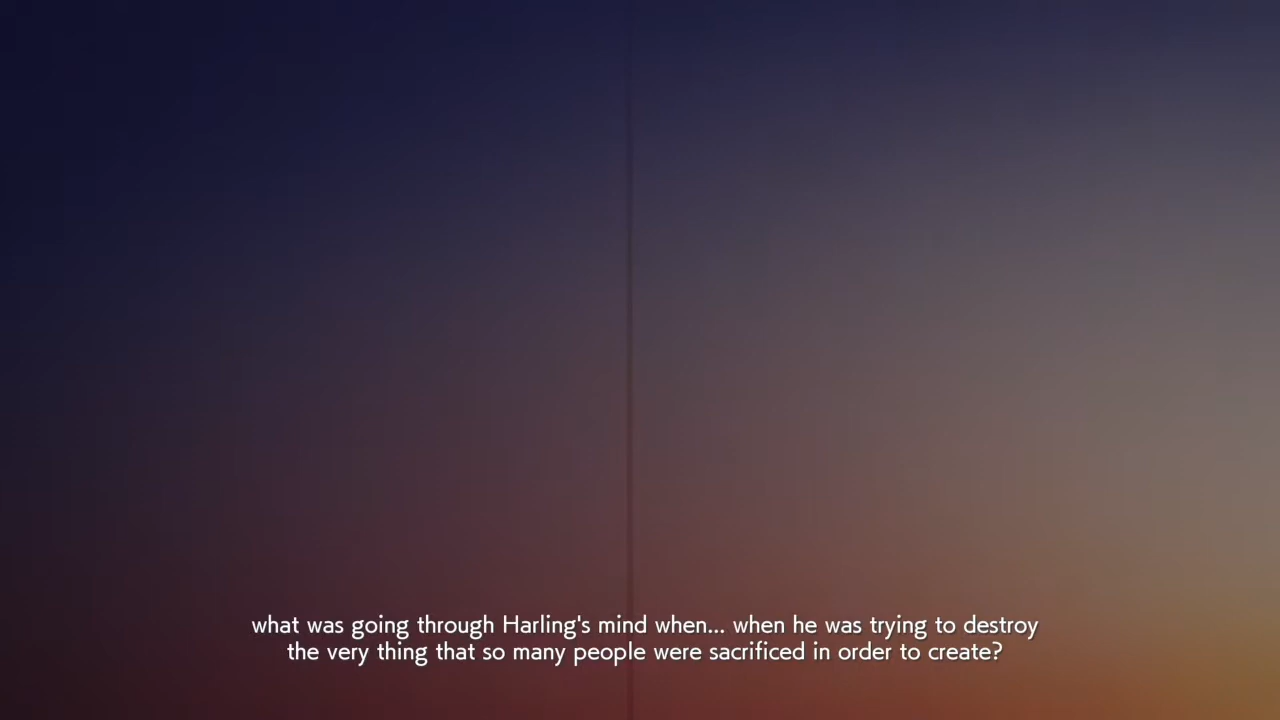 what was going through Harling's mind when... when he was trying to destroy
the very thing that so many people were sacrificed in order to create?